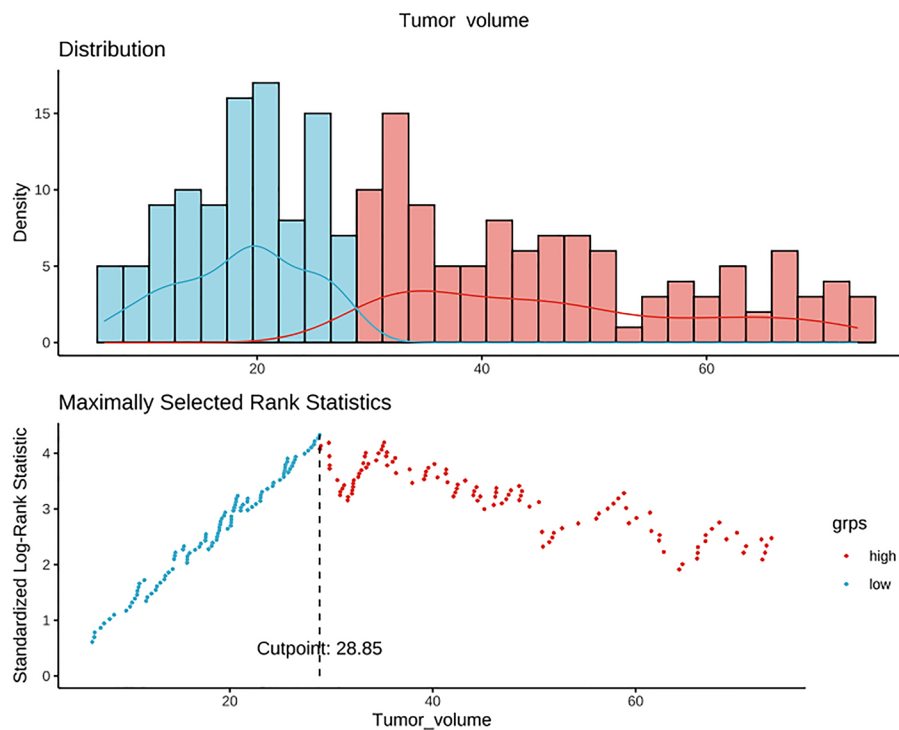 Tumor volume
Distribution
Density
15
10
5
0
20 40 60
Maximally Selected Rank Statistics
Standardized Log-Rank Statistic
4
3
2
1
0
Cutpoint: 28.85
20 40 60
Tumor_volume
grps
high
low